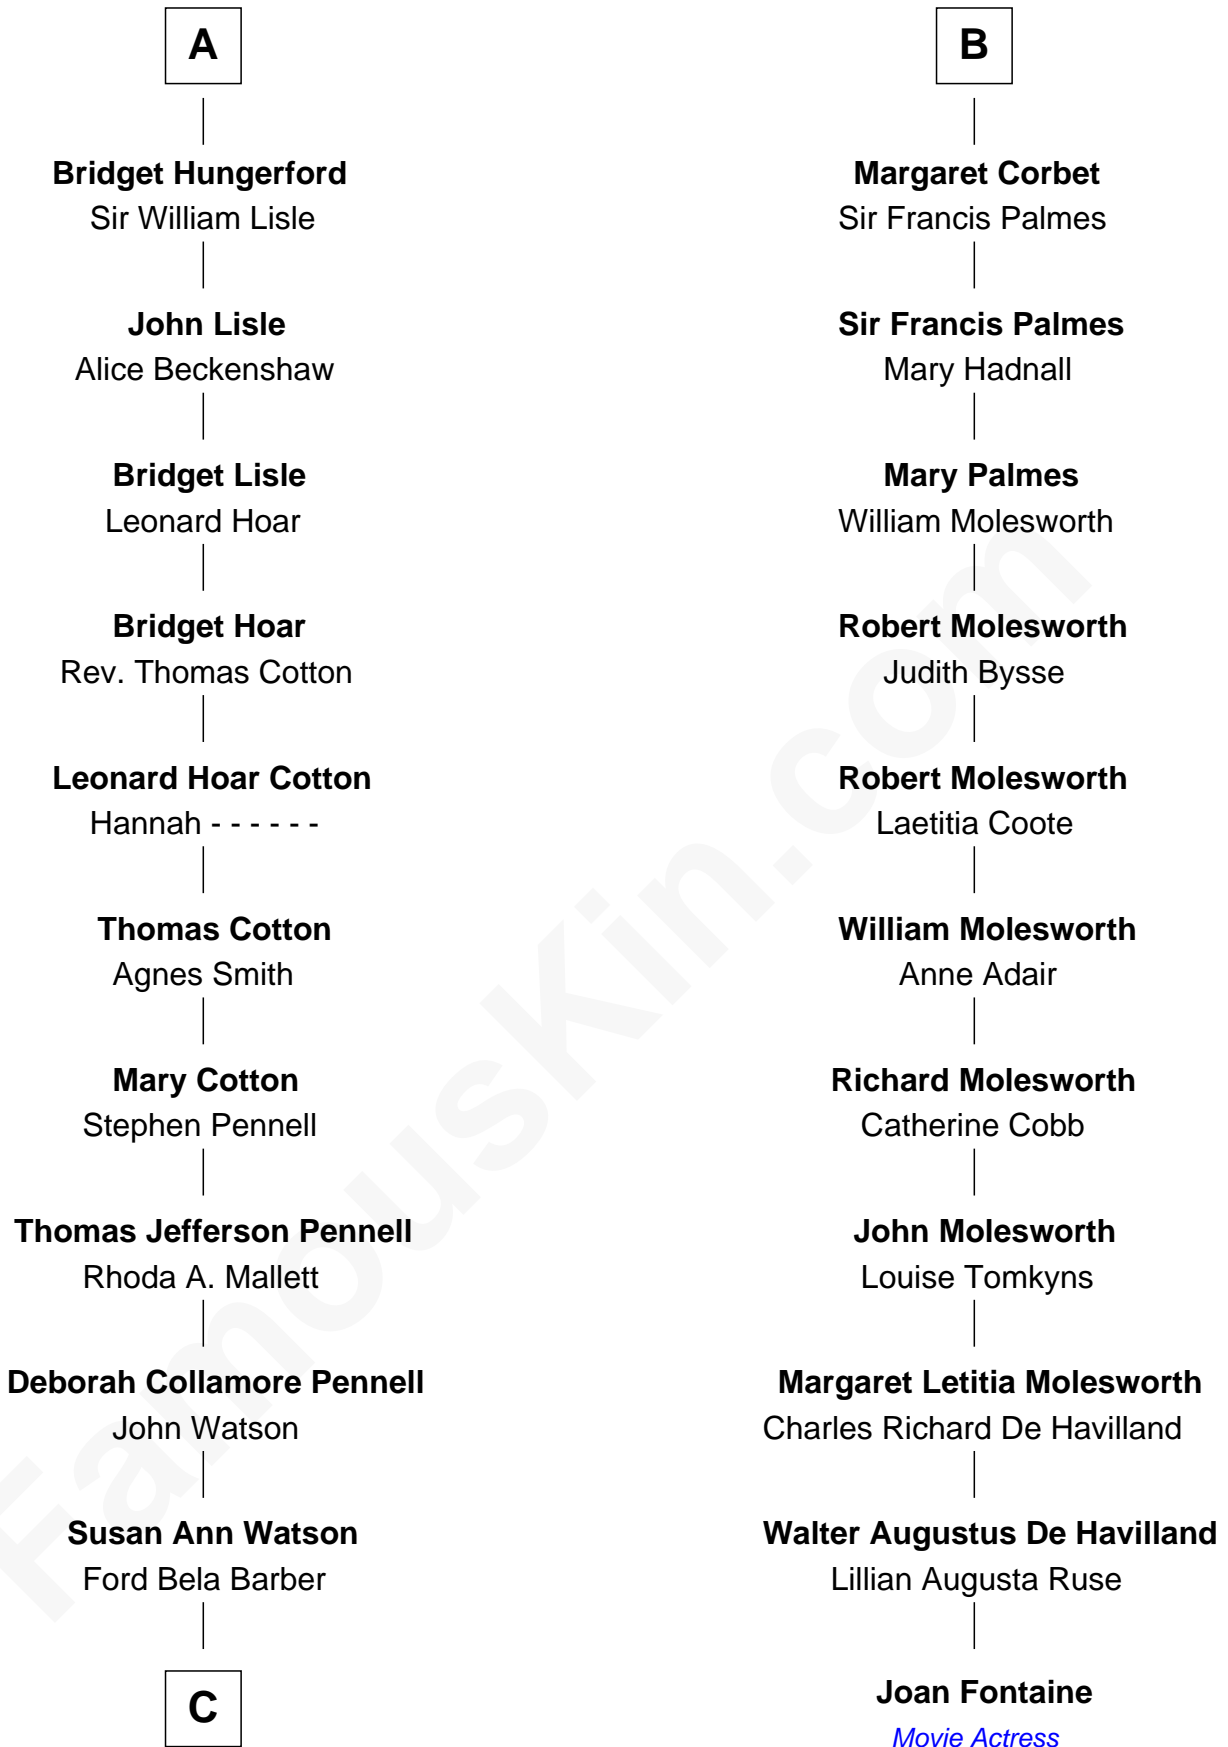 A
Bridget Hungerford
Sir William Lisle
John Lisle
Alice Beckenshaw
Bridget Lisle
Leonard Hoar
Bridget Hoar
Rev. Thomas Cotton
Leonard Hoar Cotton
Hannah - - - - - -
Thomas Cotton
Agnes Smith
Mary Cotton
Stephen Pennell
Thomas Jefferson Pennell
Rhoda A. Mallett
Deborah Collamore Pennell
John Watson
Susan Ann Watson
Ford Bela Barber
C
B
Margaret Corbet
Sir Francis Palmes
Sir Francis Palmes
Mary Hadnall
Mary Palmes
William Molesworth
Robert Molesworth
Judith Bysse
Robert Molesworth
Laetitia Coote
William Molesworth
Anne Adair
Richard Molesworth
Catherine Cobb
John Molesworth
Louise Tomkyns
Margaret Letitia Molesworth
Charles Richard De Havilland
Walter Augustus De Havilland
Lillian Augusta Ruse
Joan Fontaine
Movie Actress
FamousKin.com